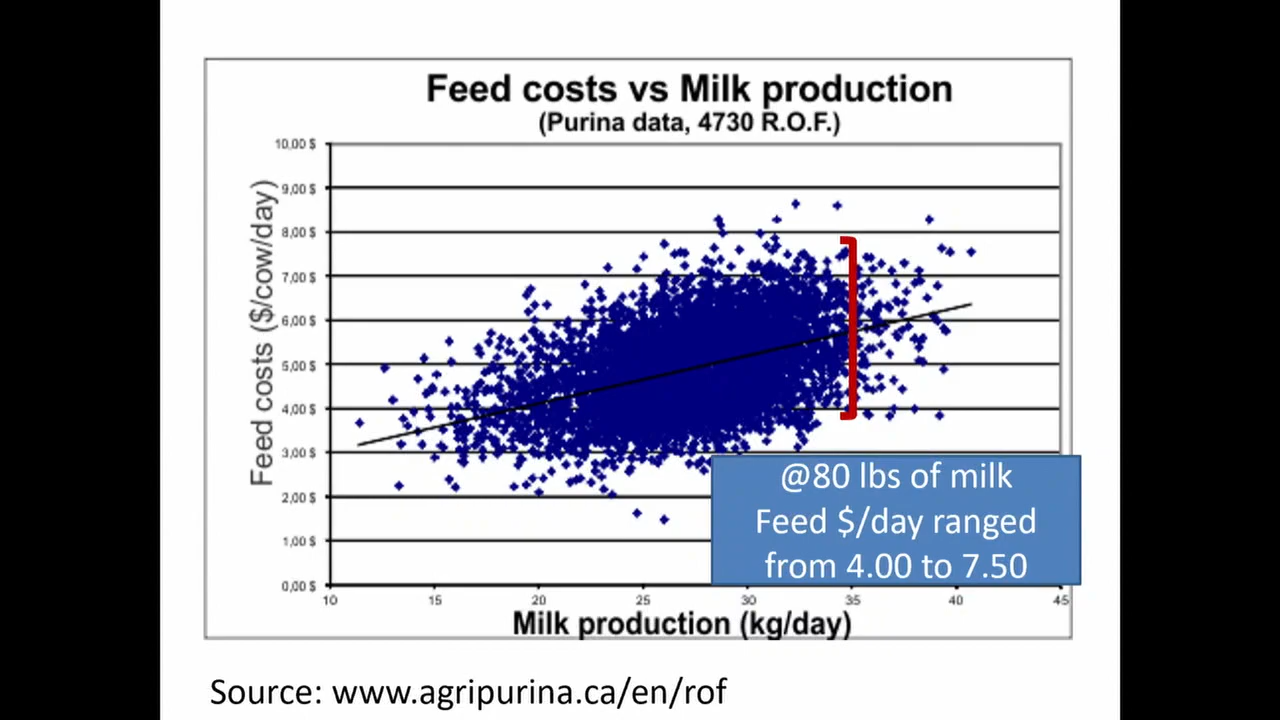 Feed costs vs Milk production
(Purina data, 4730 R.O.F.)
Feed costs ($/cow/day)
10,00 $
9,00 $
8,00 $
7,00 $
6,00 $
5,00 $
4,00 $
3,00 $
2,00 $
1,00 $
0,00 $
10 15 20 25 30 35 40 45
Milk production (kg/day)
@80 lbs of milk
Feed $/day ranged
from 4.00 to 7.50
Source: www.agripurina.ca/en/rof